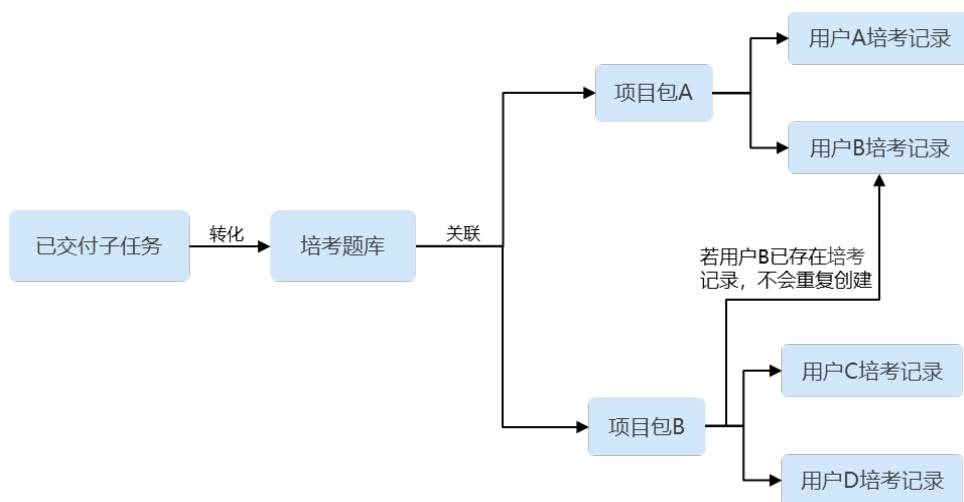 用户A培考记录
项目包A
用户B培考记录
已交付子任务
转化
培考题库
关联
若用户B已存在培考
记录，不会重复创建
用户C培考记录
项目包B
用户D培考记录